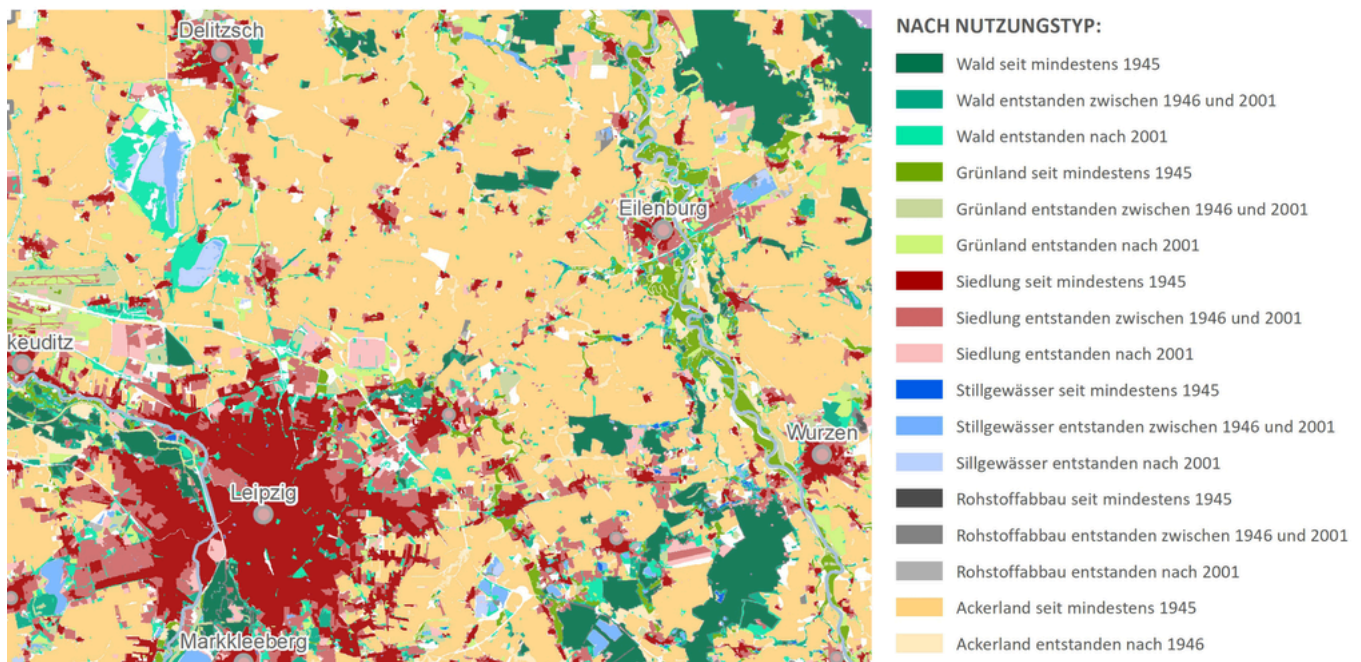 Delitzsch
Eilenburg
keuditz
Wurzen
Leipzig
Markkleeberg
NACH NUTZUNGSTYP:
Wald seit mindestens 1945
Wald entstanden zwischen 1946 und 2001
Wald entstanden nach 2001
Grünland seit mindestens 1945
Grünland entstanden zwischen 1946 und 2001
Grünland entstanden nach 2001
Siedlung seit mindestens 1945
Siedlung entstanden zwischen 1946 und 2001
Siedlung entstanden nach 2001
Stillgewässer seit mindestens 1945
Stillgewässer entstanden zwischen 1946 und 2001
Sillgewässer entstanden nach 2001
Rohstoffabbau seit mindestens 1945
Rohstoffabbau entstanden zwischen 1946 und 2001
Rohstoffabbau entstanden nach 2001
Ackerland seit mindestens 1945
Ackerland entstanden nach 1946